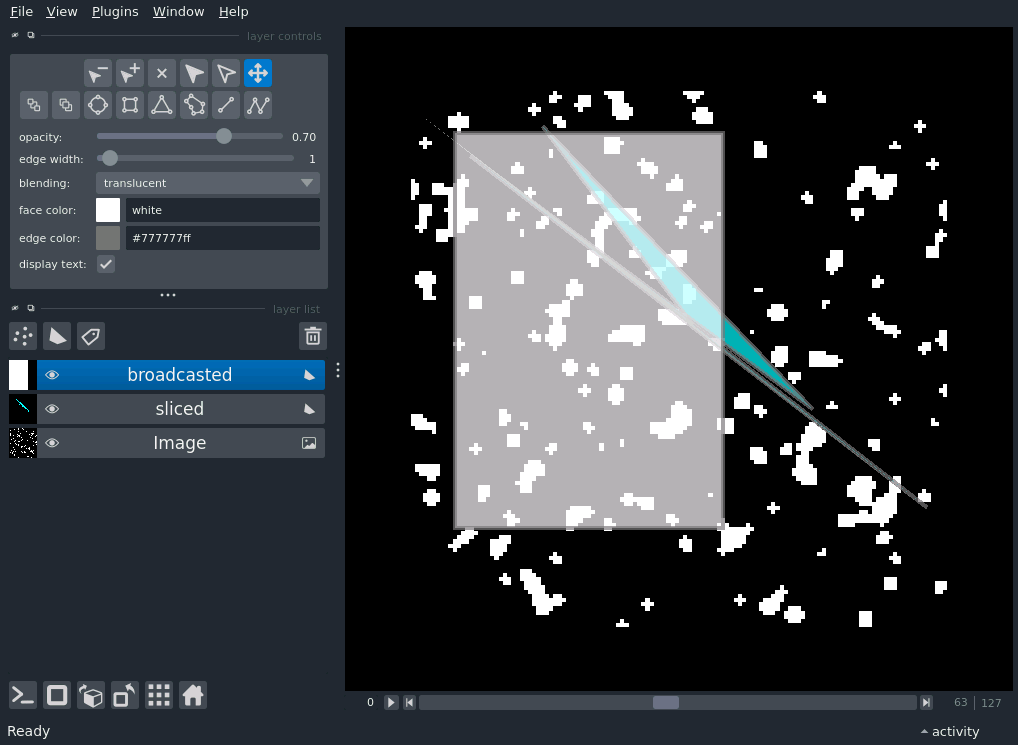 File View Plugins Window Help
layer controls
opacity: 0.70
edge width: 1
blending: translucent
face color: white
edge color: #777777ff
display text:
layer list
broadcasted
sliced
Image
0 63 | 127
Ready activity